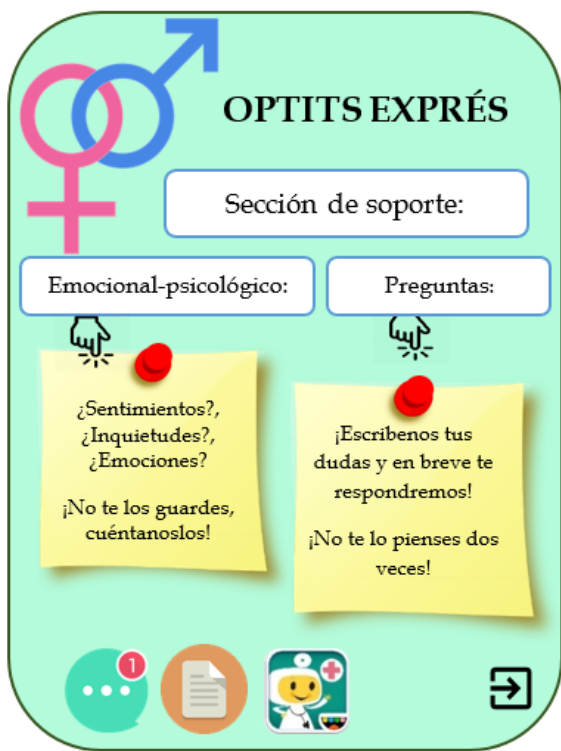 OPTITS EXPRÉS
Sección de soporte:
Emocional-psicológico:
Preguntas:
¿Sentimientos?,
¿Inquietudes?,
¿Emociones?
¡No te los guardes,
cuéntanoslos!
¡Escribenos tus
dudas y en breve te
respondremos!
¡No te lo pienses dos
veces!
1